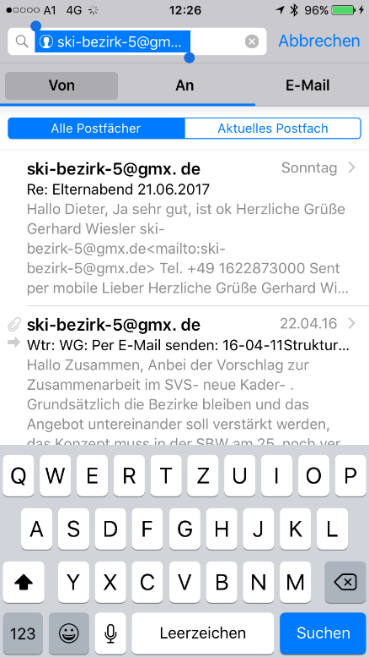 A1 4G 12:26 96%
ski-bezirk-5@gm... Abbrechen
Von An E-Mail
Alle Postfächer Aktuelles Postfach
ski-bezirk-5@gmx. de Sonntag
Re: Elternabend 21.06.2017
Hallo Dieter, Ja sehr gut, ist ok Herzliche Grüße
Gerhard Wiesler ski-
bezirk-5@gmx.de<mailto:ski-
bezirk-5@gmx.de> Tel. +49 1622873000 Sent
per mobile Lieber Herzliche Grüße Gerhard Wi...
ski-bezirk-5@gmx. de 22.04.16
Wtr: WG: Per E-Mail senden: 16-04-11Struktur...
Hallo Zusammen, Anbei der Vorschlag zur
Zusammenarbeit im SVS- neue Kader- .
Grundsätzlich die Bezirke bleiben und das
Angebot untereinander soll verstärkt werden,
das Konzept muss in der SBW am 25. noch ver
Q W E R T Z U I O P
A S D F G H J K L
Y X C V B N M
123 Leerzeichen Suchen